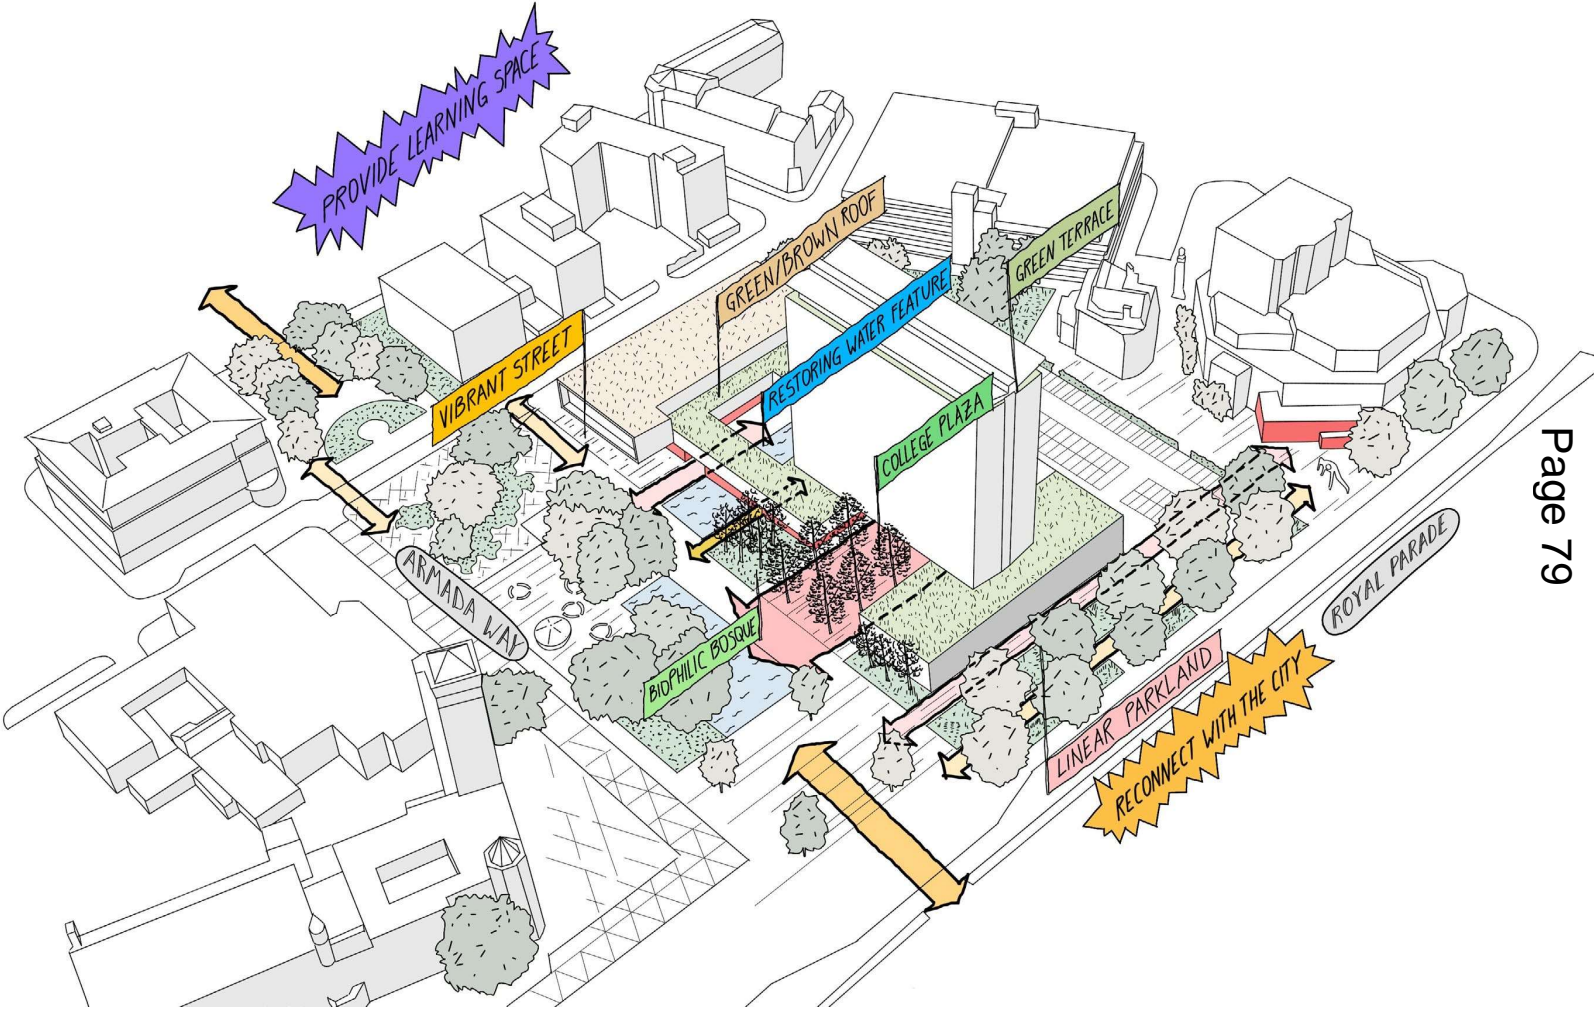 PROVIDE LEARNING SPACE
GREEN/BROWN ROOF
GREEN TERRACE
RESTORING WATER FEATURE
VIBRANT STREET
COLLEGE PLAZA
Page 79
ARMADA WAY
ROYAL PARADE
BIOPHILIC BOSQUE
LINEAR PARKLAND
RECONNECT WITH THE CITY